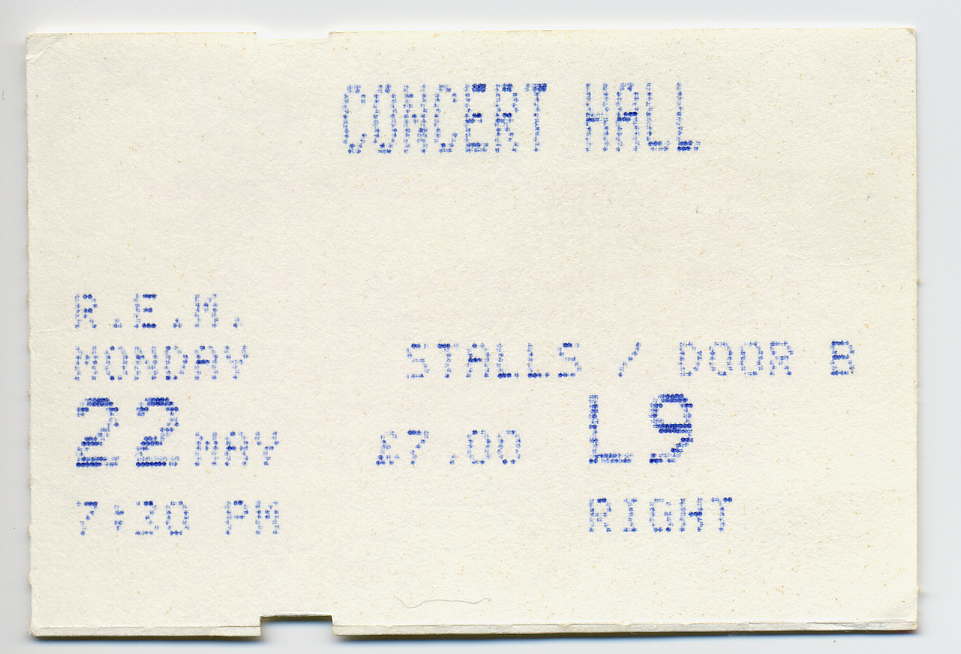 CONCERT HALL
R.E.M.
MONDAY
22 MAY
7:30 PM
STALLS / DOOR B
£7.00
L9
RIGHT